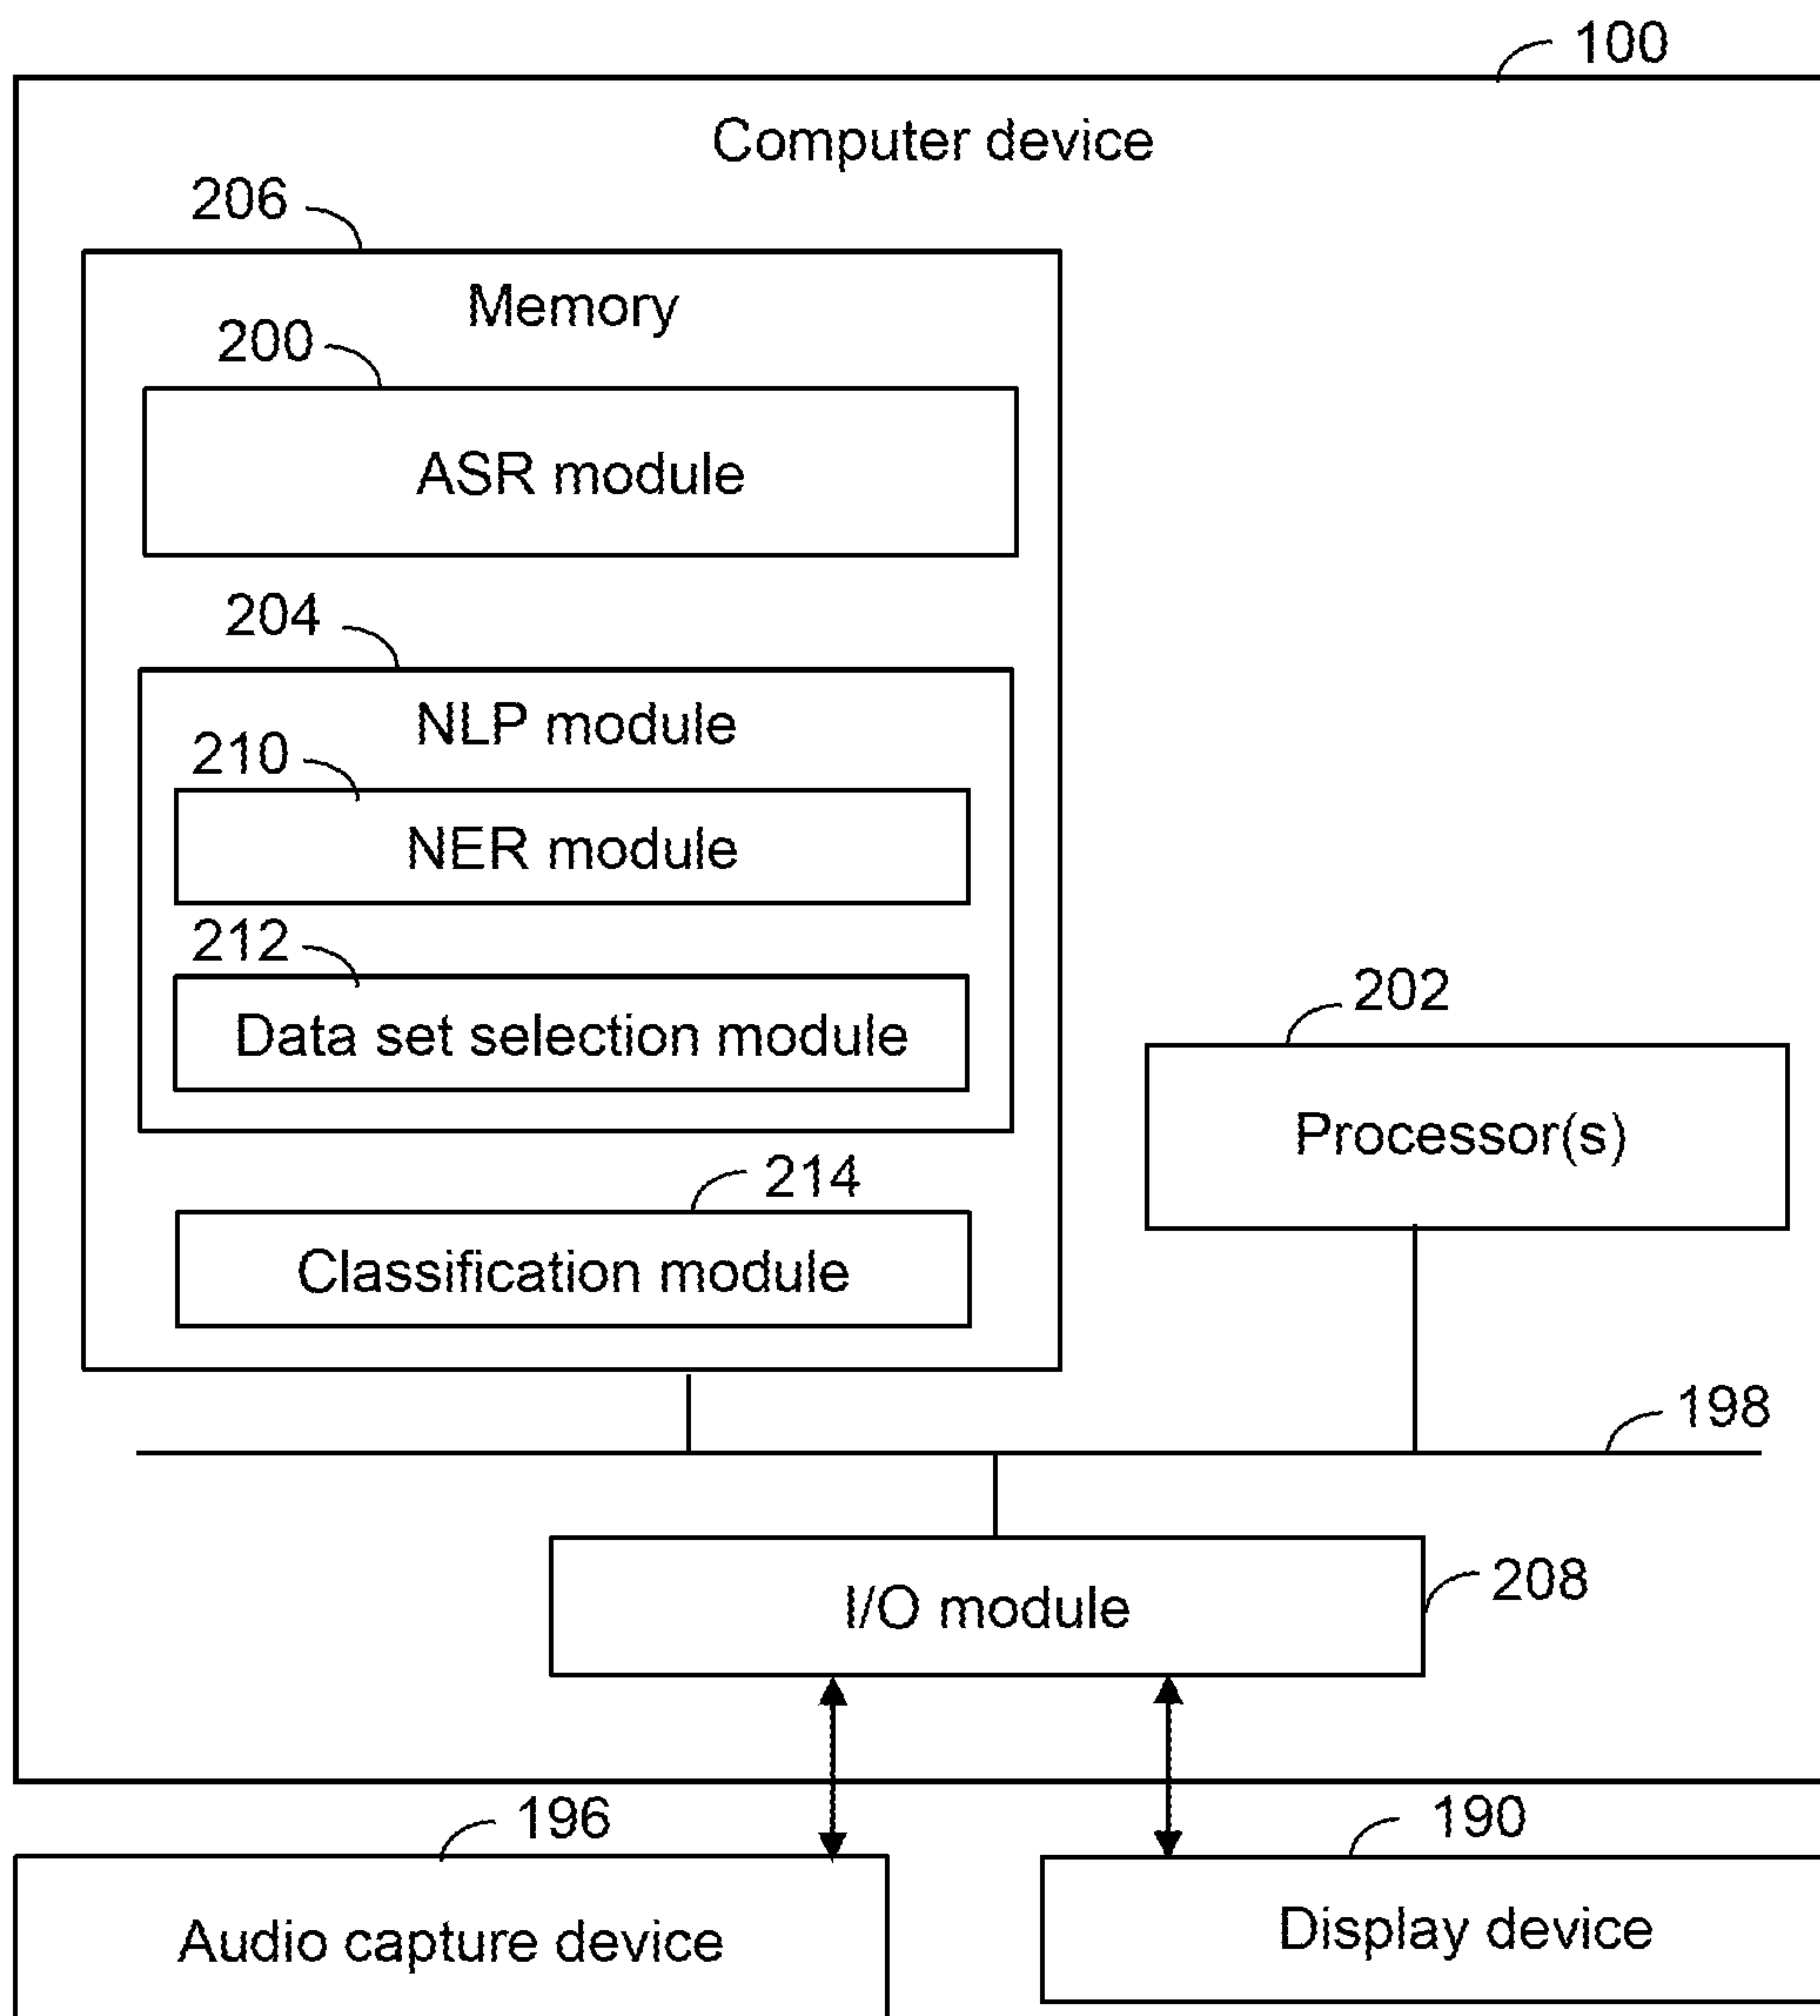 100
Computer device
206
Memory
200
ASR module
204
NLP module
210
NER module
212
Data set selection module
202
Processor(s)
214
Classification module
198
I/O module
208
196
190
Audio capture device
Display device